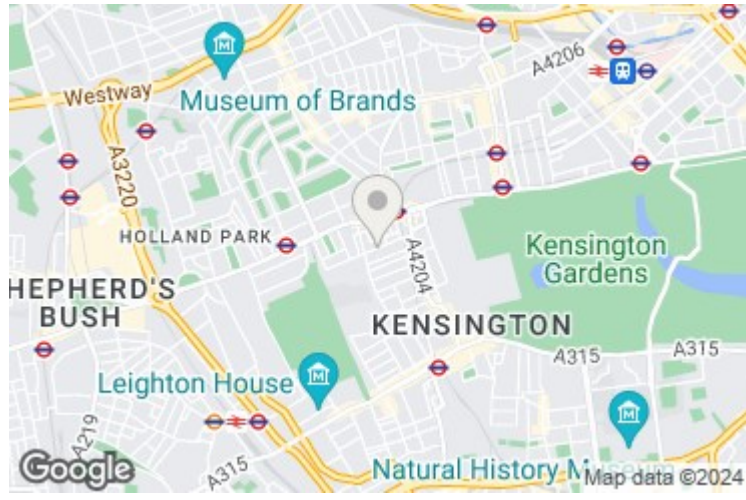 A4206
Westway
Museum of Brands
A3220
HOLLAND PARK
A4204
Kensington
Gardens
HEPHERD'S
BUSH
KENSINGTON
A315
A315
Leighton House
A219
A315
Natural History Museum
Google
Map data ©2024